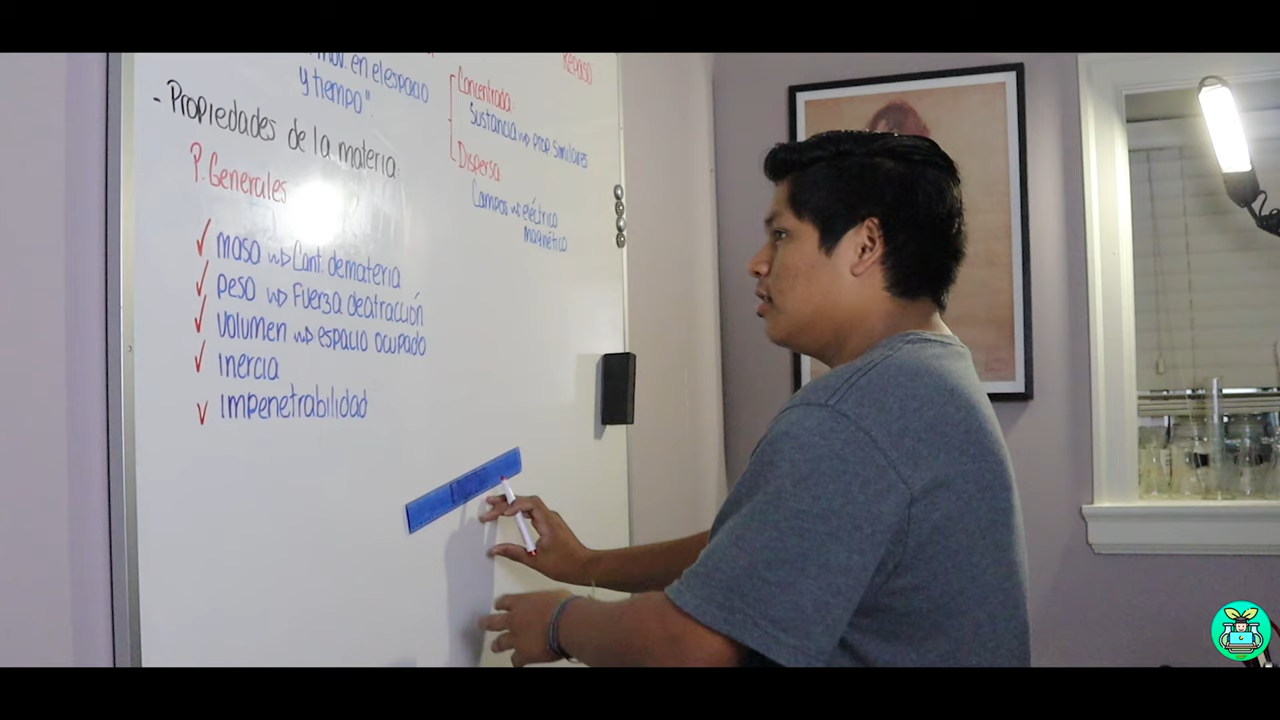 en el espacio
y tiempo"
Repaso
- Propiedades de la materia:
P. Generales
✓ masa ⇝ Cant. de materia
✓ peso ⇝ Fuerza de atracción
✓ Volumen ⇝ espacio ocupado
✓ Inercia
✓ Impenetrabilidad
Concentrada:
Sustancia ⇝ prop. similares
Dispersa
Campos ⇝ eléctrico
magnético